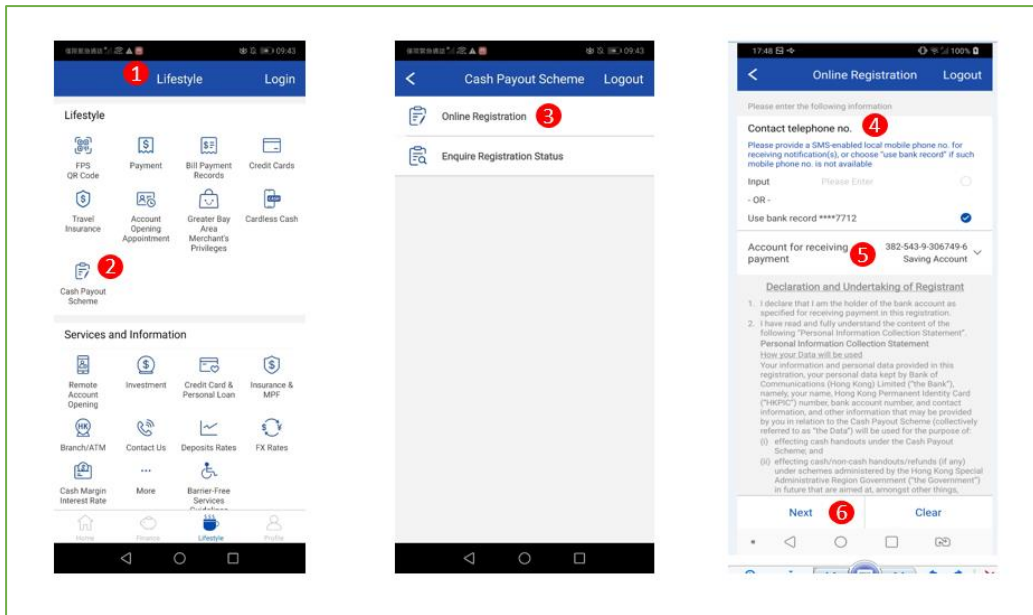 09:43
1
Lifestyle
Login
Lifestyle
FPS
QR Code
Payment
Bill Payment
Records
Credit Cards
Travel
Insurance
Account
Opening
Appointment
Greater Bay
Area
Merchant's
Privileges
Cardless Cash
2
Cash Payout
Scheme
Services and Information
Remote
Account
Opening
Investment
Credit Card &
Personal Loan
Insurance &
MPF
Branch/ATM
Contact Us
Deposits Rates
FX Rates
Cash Margin
Interest Rate
More
Barrier-Free
Services
Home
Finance
Lifestyle
Profile
09:43
Cash Payout Scheme
Logout
Online Registration
3
Enquire Registration Status
17:48
100%
Online Registration
Logout
Please enter the following information
Contact telephone no.
4
Please provide a SMS-enabled local mobile phone no. for
receiving notification(s), or choose "use bank record" if such
mobile phone no. is not available
Input
Please Enter
- OR -
Use bank record ****7712
Account for receiving
payment
5
382-543-9-306749-6
Saving Account
Declaration and Undertaking of Registrant
1. I declare that I am the holder of the bank account as
specified for receiving payment in this registration.
2. I have read and fully understand the content of the
following "Personal Information Collection Statement".
Personal Information Collection Statement
How your Data will be used
Your information and personal data provided in this
registration, your personal data kept by Bank of
Communications (Hong Kong) Limited ("the Bank"),
namely, your name, Hong Kong Permanent Identity Card
("HKPIC") number, bank account number, and contact
information, and other information that may be provided
by you in relation to the Cash Payout Scheme (collectively
referred to as "the Data") will be used for the purpose of:
(i) effecting cash handouts under the Cash Payout
Scheme; and
(ii) effecting cash/non-cash handouts/refunds (if any)
under schemes administered by the Hong Kong Special
Administrative Region Government ("the Government")
in future that are aimed at, amongst other things,
Next
6
Clear